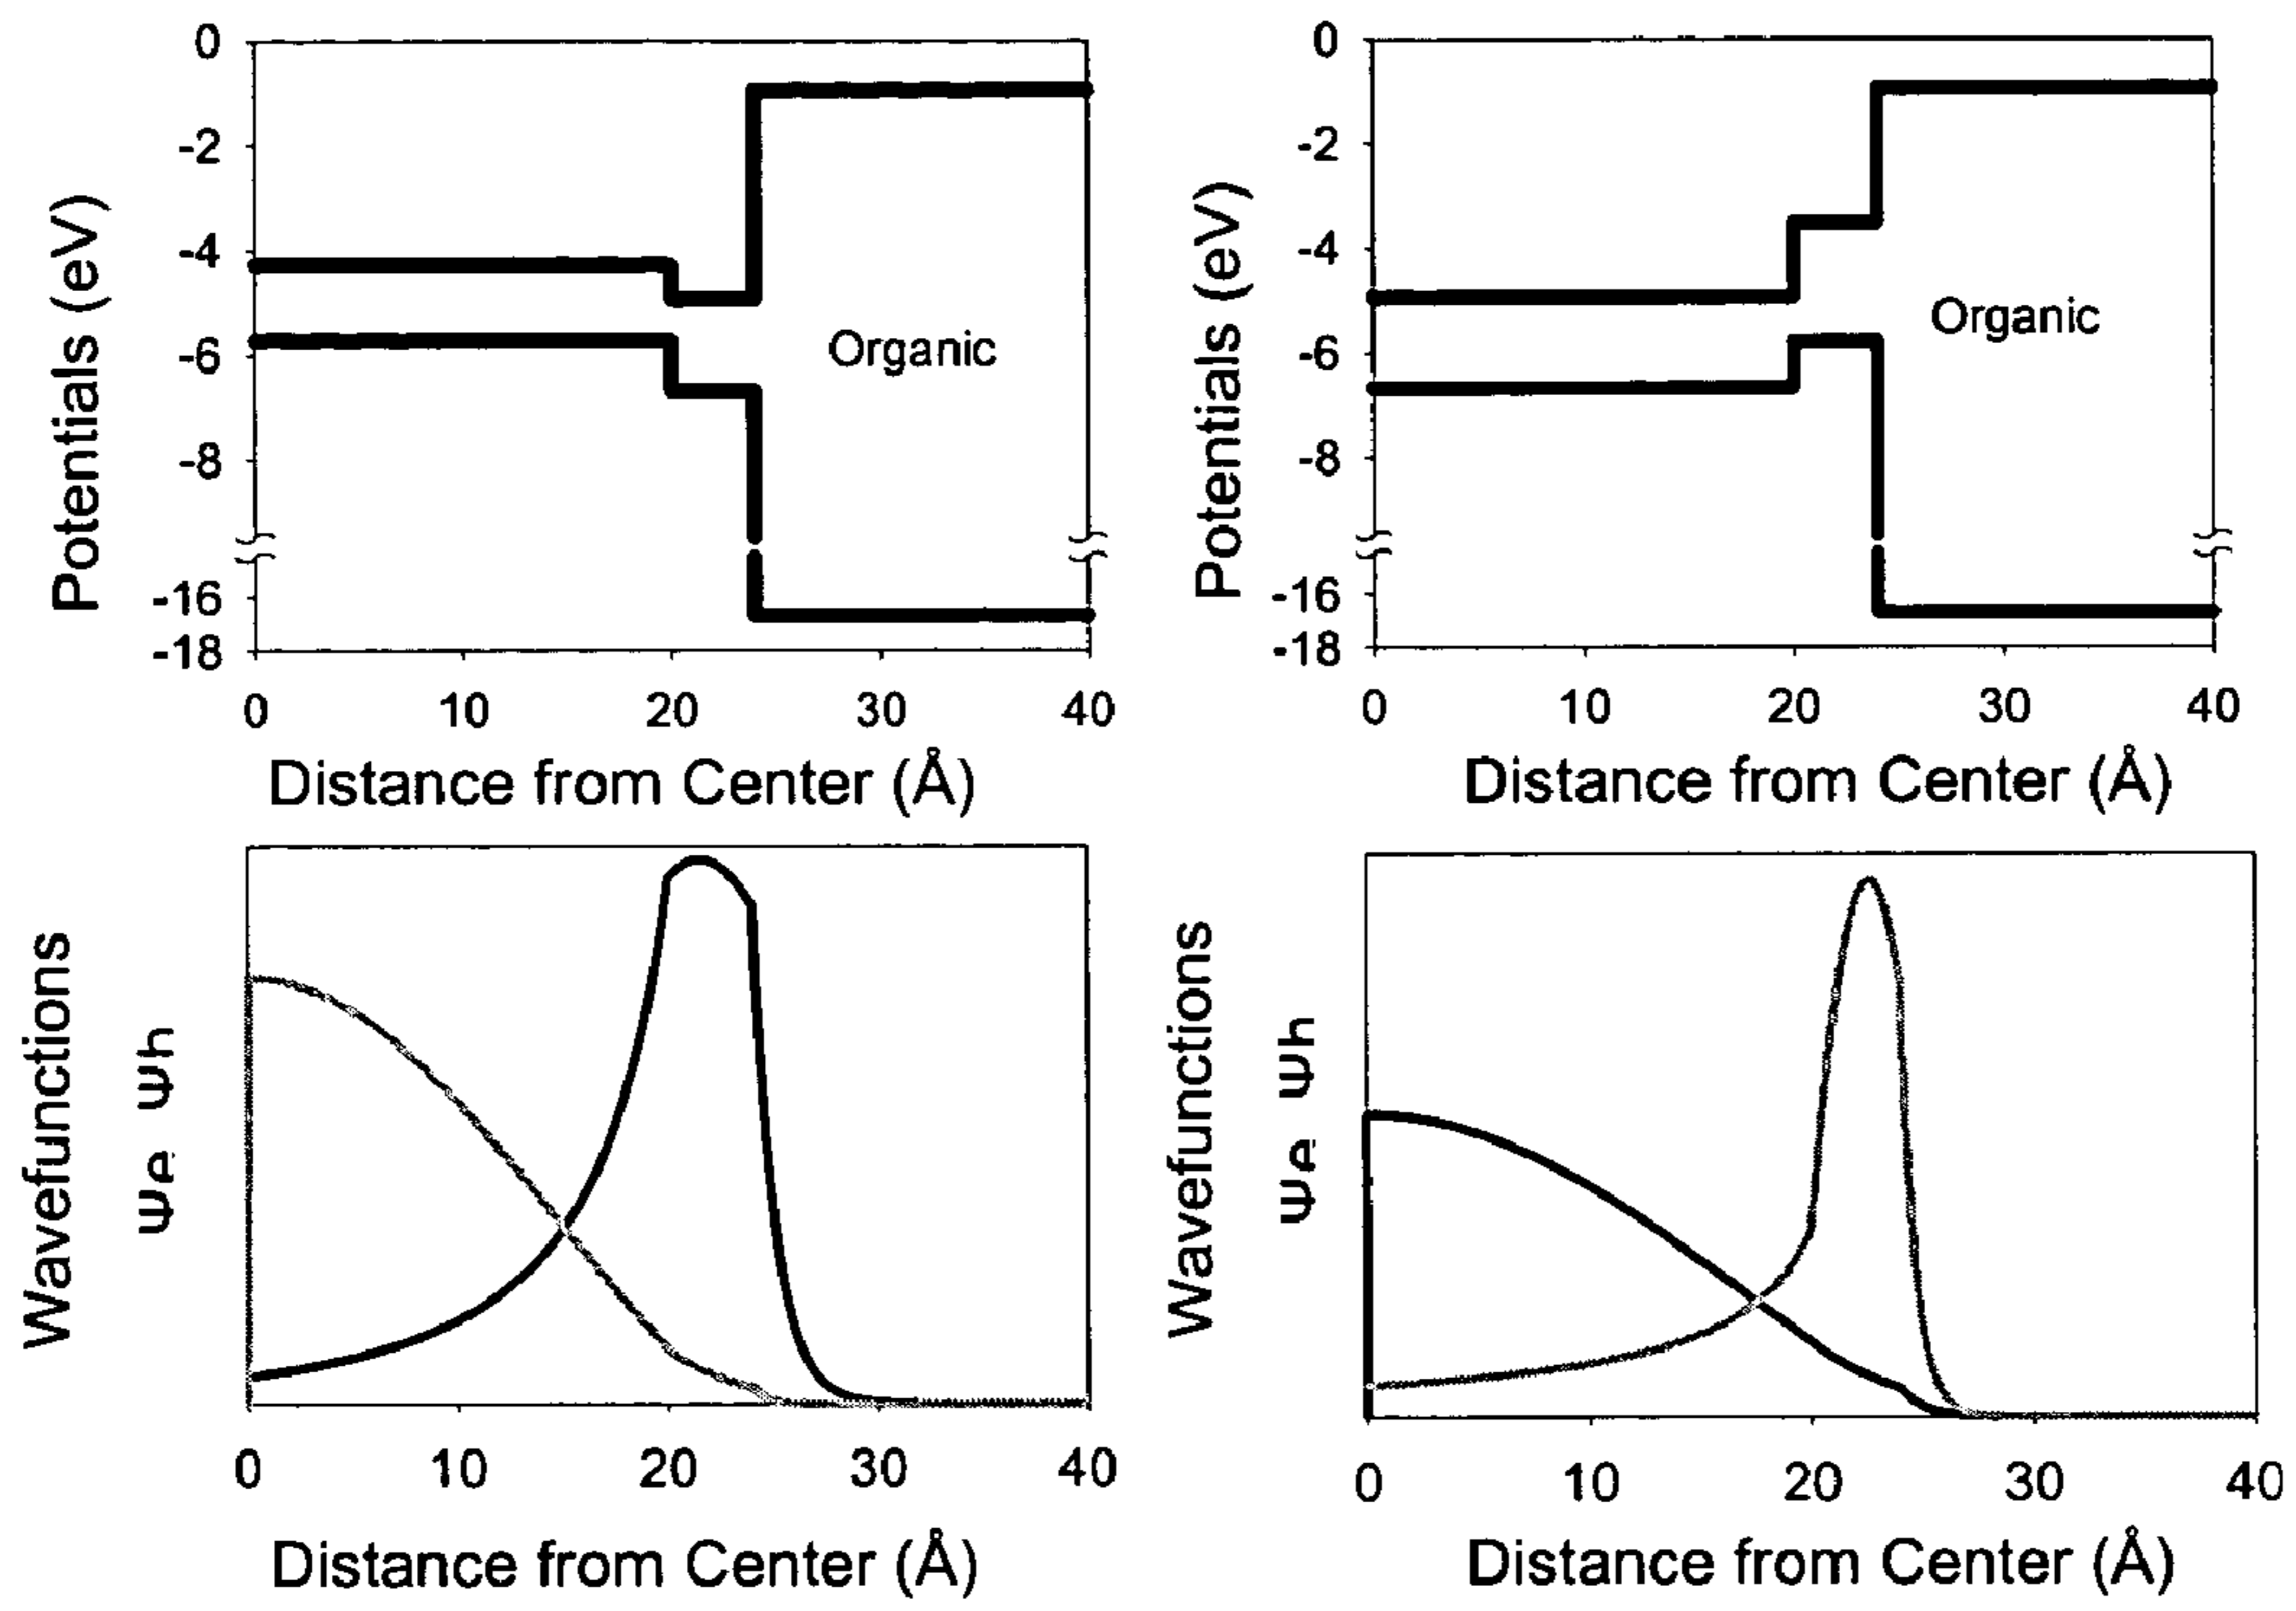 0
-2
-4
-6
-8
-16
-18
Potentials (eV)
Organic
0 10 20 30 40
Distance from Center (Å)
0
-2
-4
-6
-8
-16
-18
Potentials (eV)
Organic
0 10 20 30 40
Distance from Center (Å)
Wavefunctions
Ψe Ψh
0 10 20 30 40
Distance from Center (Å)
Wavefunctions
Ψe Ψh
0 10 20 30 40
Distance from Center (Å)